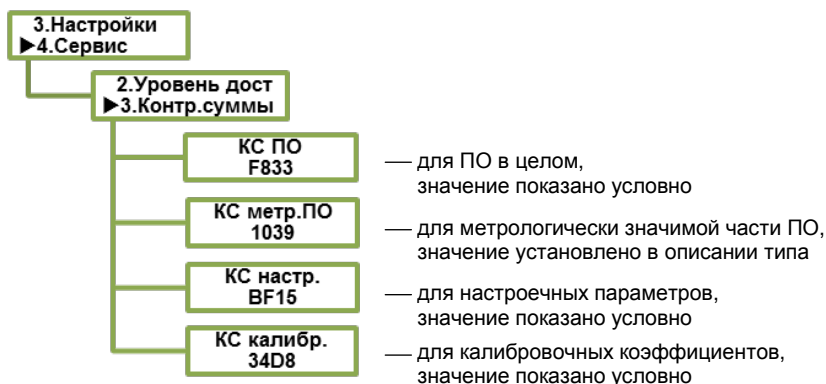 3.Настройки
▶4.Сервис
2.Уровень дост
▶3.Контр.суммы
КС ПО
F833
— для ПО в целом,
значение показано условно
КС метр.ПО
1039
— для метрологически значимой части ПО,
значение установлено в описании типа
КС настр.
BF15
— для настроечных параметров,
значение показано условно
КС калибр.
34D8
— для калибровочных коэффициентов,
значение показано условно